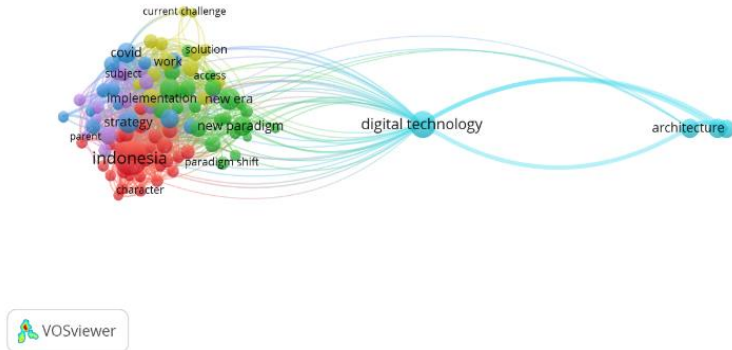 current challenge
covid
solution
work
subject
access
implementation
new era
strategy
new paradigm
digital technology
architecture
parent
indonesia
paradigm shift
character
VOSviewer